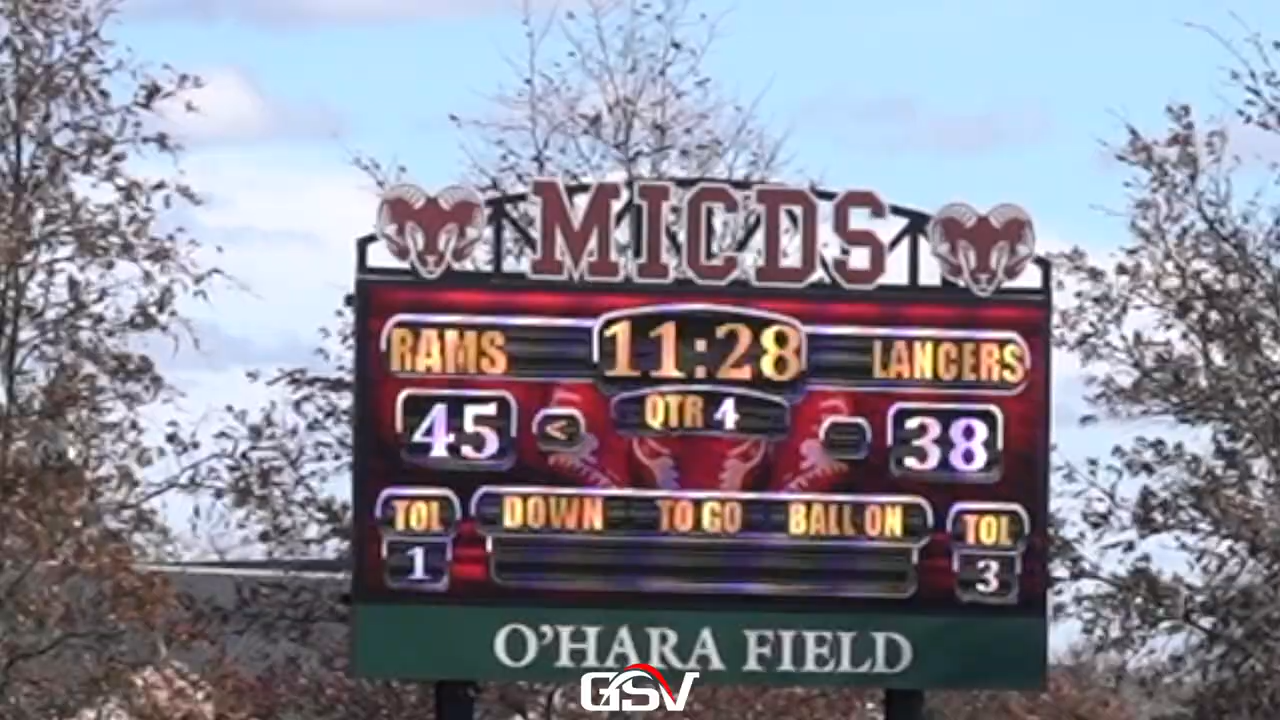 MICDS
RAMS 11:28 LANCERS
45 < QTR 4 38
TOL DOWN TO GO BALL ON TOL
1 3
O'HARA FIELD
GSV